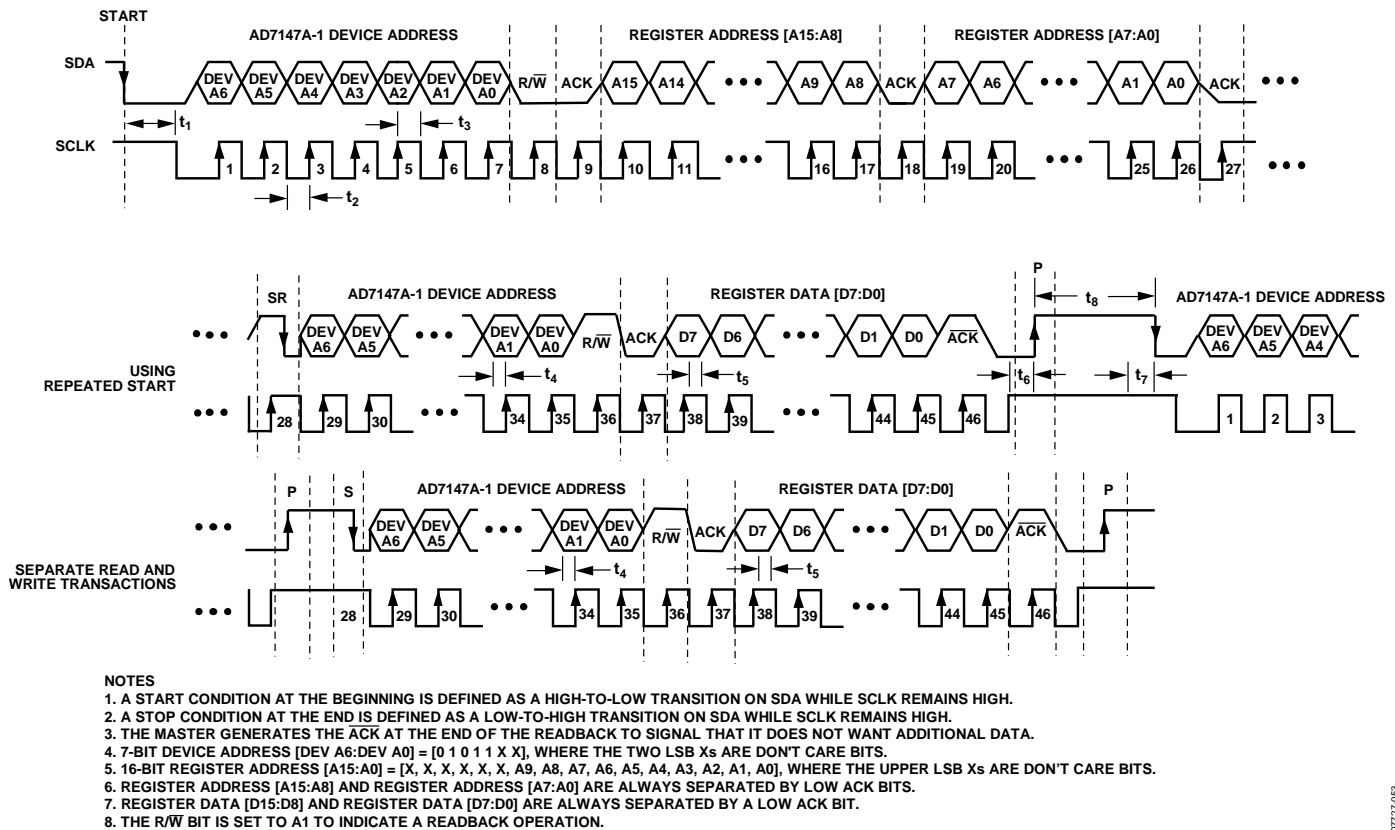 START
AD7147A-1 DEVICE ADDRESS REGISTER ADDRESS [A15:A8] REGISTER ADDRESS [A7:A0]
SDA DEV A6 DEV A5 DEV A4 DEV A3 DEV A2 DEV A1 DEV A0 R/W̅ ACK A15 A14 A9 A8 ACK A7 A6 A1 A0 ACK
t1 t3
SCLK 1 2 3 4 5 6 7 8 9 10 11 16 17 18 19 20 25 26 27
t2
P
SR AD7147A-1 DEVICE ADDRESS REGISTER DATA [D7:D0] t8 AD7147A-1 DEVICE ADDRESS
DEV A6 DEV A5 DEV A1 DEV A0 R/W̅ ACK D7 D6 D1 D0 A̅C̅K̅ DEV A6 DEV A5 DEV A4
USING
REPEATED START
t4 t5 t6 t7
28 29 30 34 35 36 37 38 39 44 45 46 1 2 3
P S AD7147A-1 DEVICE ADDRESS REGISTER DATA [D7:D0] P
DEV A6 DEV A5 DEV A1 DEV A0 R/W̅ ACK D7 D6 D1 D0 A̅C̅K̅
SEPARATE READ AND
WRITE TRANSACTIONS
t4 t5
28 29 30 34 35 36 37 38 39 44 45 46
NOTES
1. A START CONDITION AT THE BEGINNING IS DEFINED AS A HIGH-TO-LOW TRANSITION ON SDA WHILE SCLK REMAINS HIGH.
2. A STOP CONDITION AT THE END IS DEFINED AS A LOW-TO-HIGH TRANSITION ON SDA WHILE SCLK REMAINS HIGH.
3. THE MASTER GENERATES THE A̅C̅K̅ AT THE END OF THE READBACK TO SIGNAL THAT IT DOES NOT WANT ADDITIONAL DATA.
4. 7-BIT DEVICE ADDRESS [DEV A6:DEV A0] = [0 1 0 1 1 X X], WHERE THE TWO LSB Xs ARE DON'T CARE BITS.
5. 16-BIT REGISTER ADDRESS [A15:A0] = [X, X, X, X, X, X, A9, A8, A7, A6, A5, A4, A3, A2, A1, A0], WHERE THE UPPER LSB Xs ARE DON'T CARE BITS.
6. REGISTER ADDRESS [A15:A8] AND REGISTER ADDRESS [A7:A0] ARE ALWAYS SEPARATED BY LOW ACK BITS.
7. REGISTER DATA [D15:D8] AND REGISTER DATA [D7:D0] ARE ALWAYS SEPARATED BY A LOW ACK BIT.
8. THE R/W̅ BIT IS SET TO A1 TO INDICATE A READBACK OPERATION.